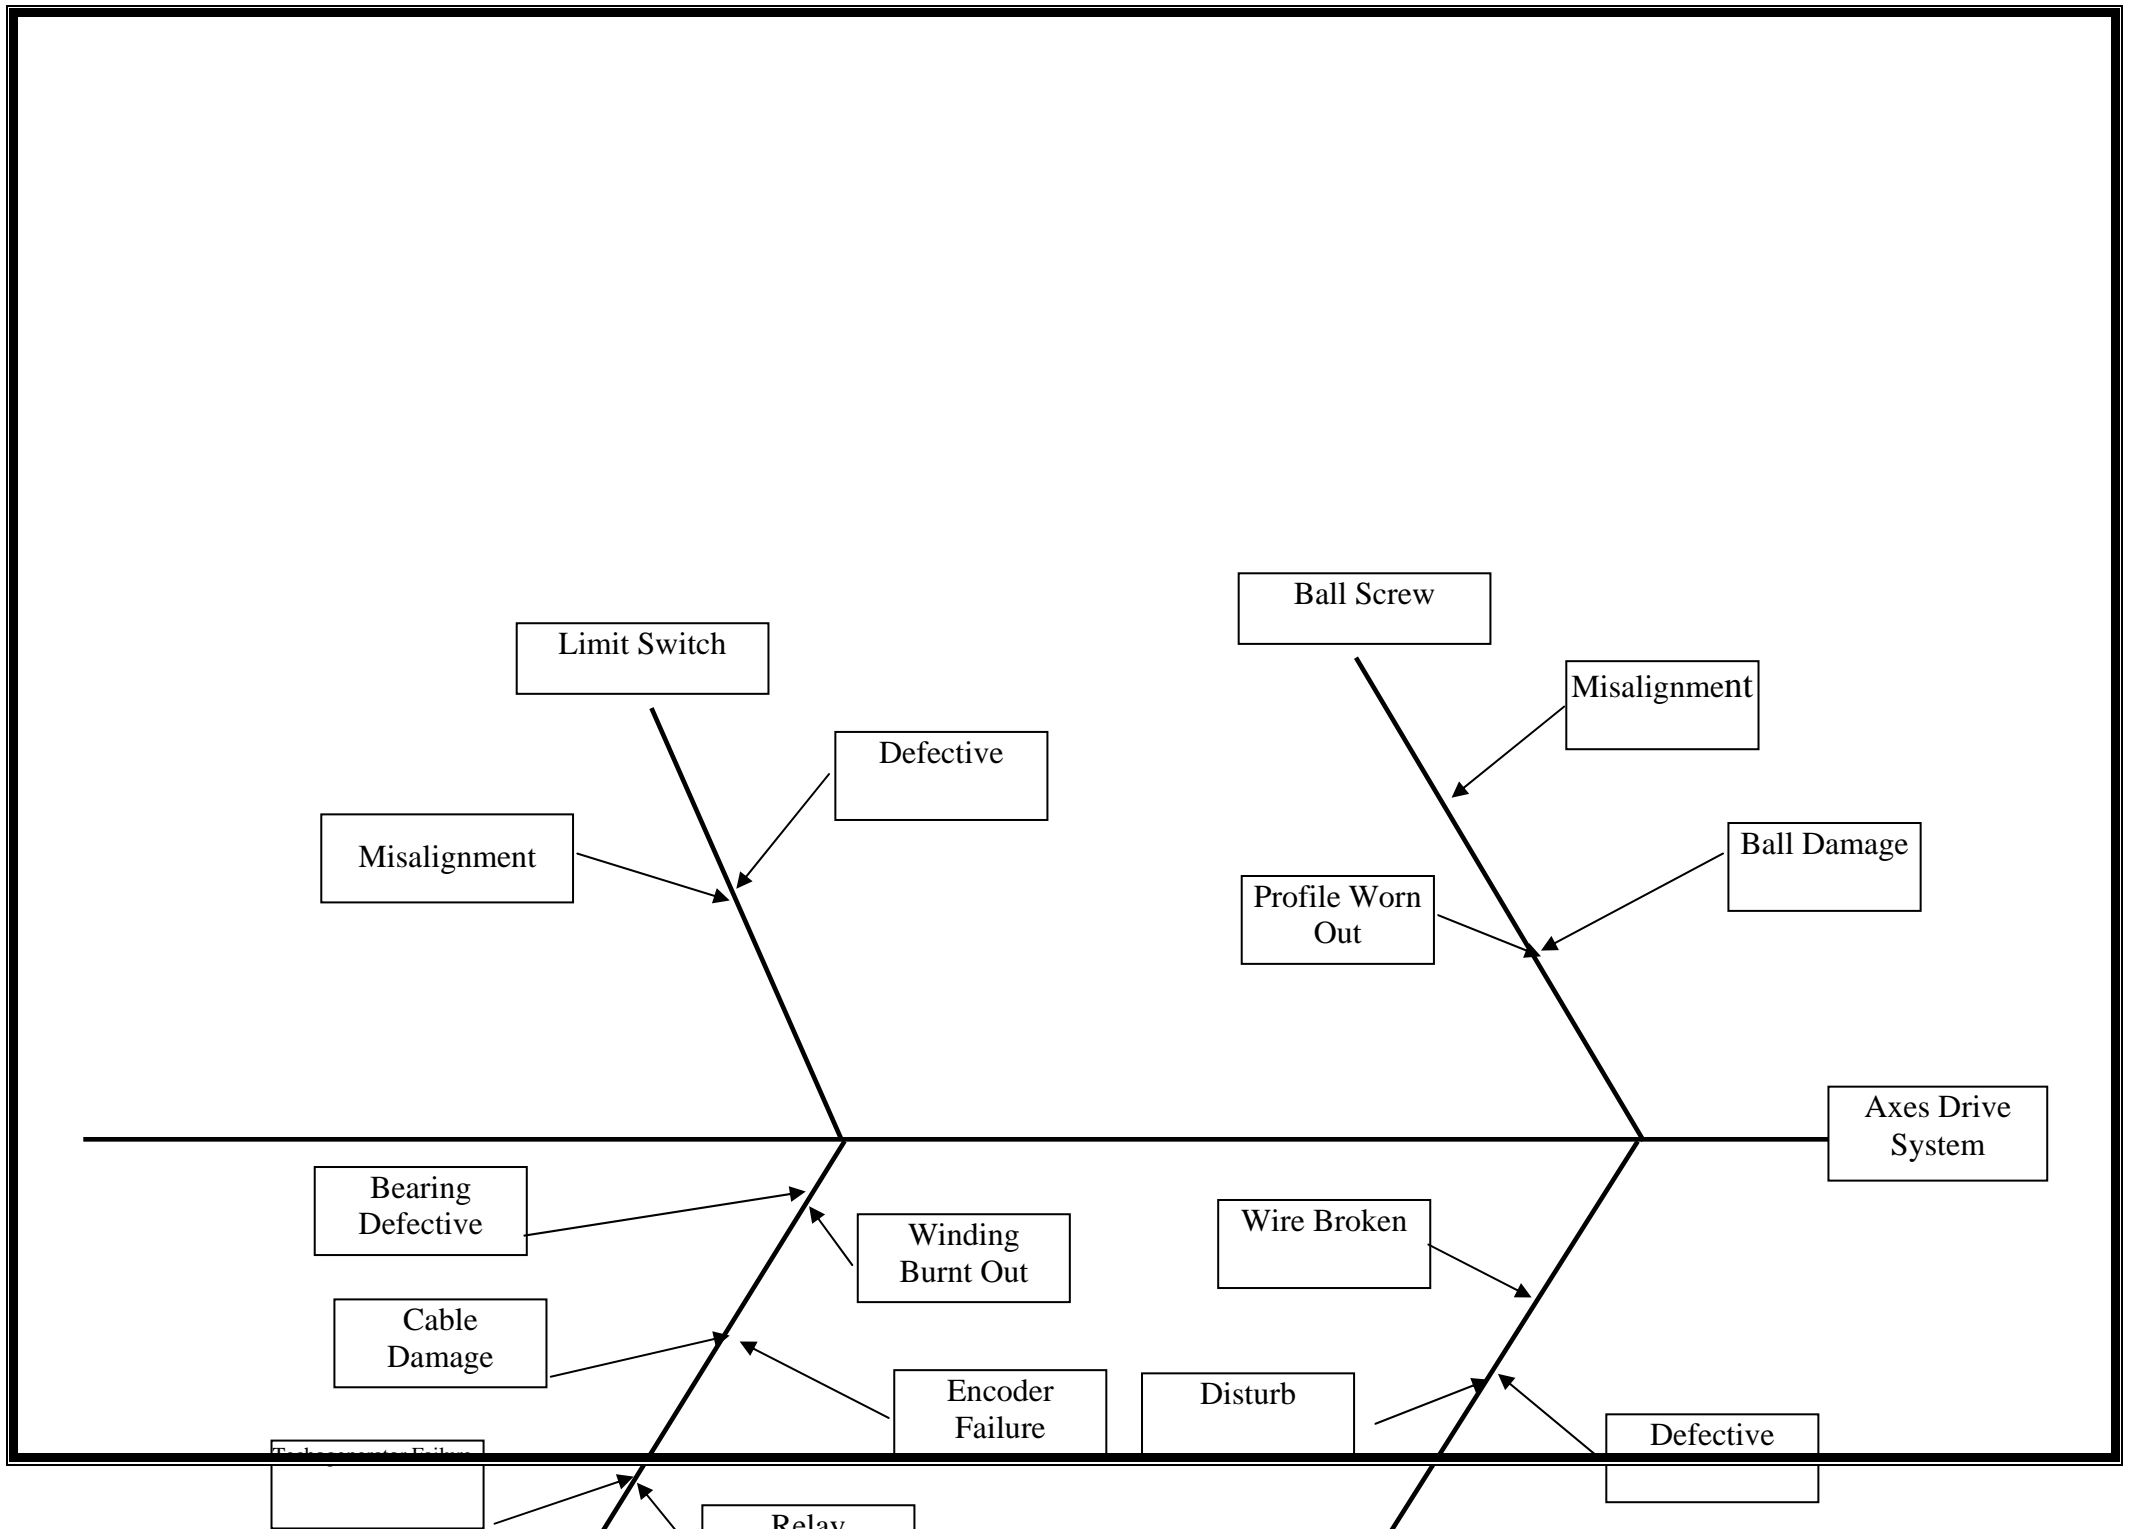 Ball Screw
Limit Switch
Misalignment
Defective
Misalignment
Ball Damage
Profile Worn
Out
Axes Drive
System
Bearing
Defective
Wire Broken
Winding
Burnt Out
Cable
Damage
Encoder
Failure
Disturb
Defective
Relay